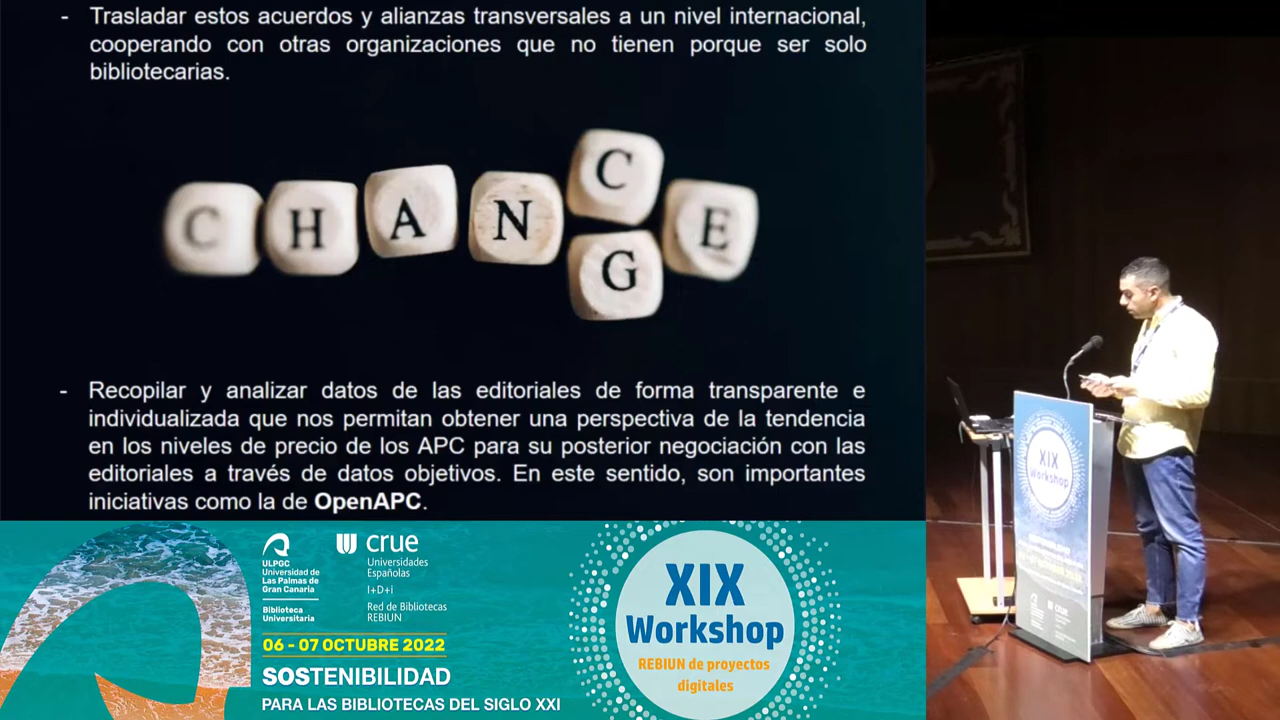 - Trasladar estos acuerdos y alianzas transversales a un nivel internacional,
cooperando con otras organizaciones que no tienen porque ser solo
bibliotecarias.
C H A N C E
G
- Recopilar y analizar datos de las editoriales de forma transparente e
individualizada que nos permitan obtener una perspectiva de la tendencia
en los niveles de precio de los APC para su posterior negociación con las
editoriales a través de datos objetivos. En este sentido, son importantes
iniciativas como la de OpenAPC.
ULPGC
Universidad de
Las Palmas de
Gran Canaria
Biblioteca
Universitaria
crue
Universidades
Españolas
I+D+i
Red de Bibliotecas
REBIUN
06 - 07 OCTUBRE 2022
SOSTENIBILIDAD
PARA LAS BIBLIOTECAS DEL SIGLO XXI
XIX
Workshop
REBIUN de proyectos
digitales
XIX
Workshop
crue